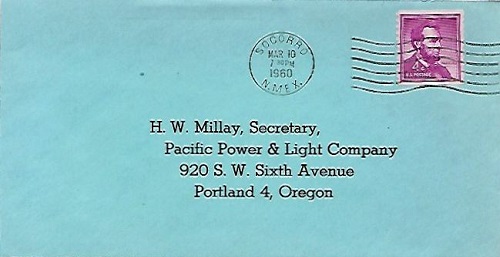 SOCORRO
MAR 10
PM
1960
N. MEX.
4¢
U.S. POSTAGE
H. W. Millay, Secretary,
Pacific Power & Light Company
920 S. W. Sixth Avenue
Portland 4, Oregon